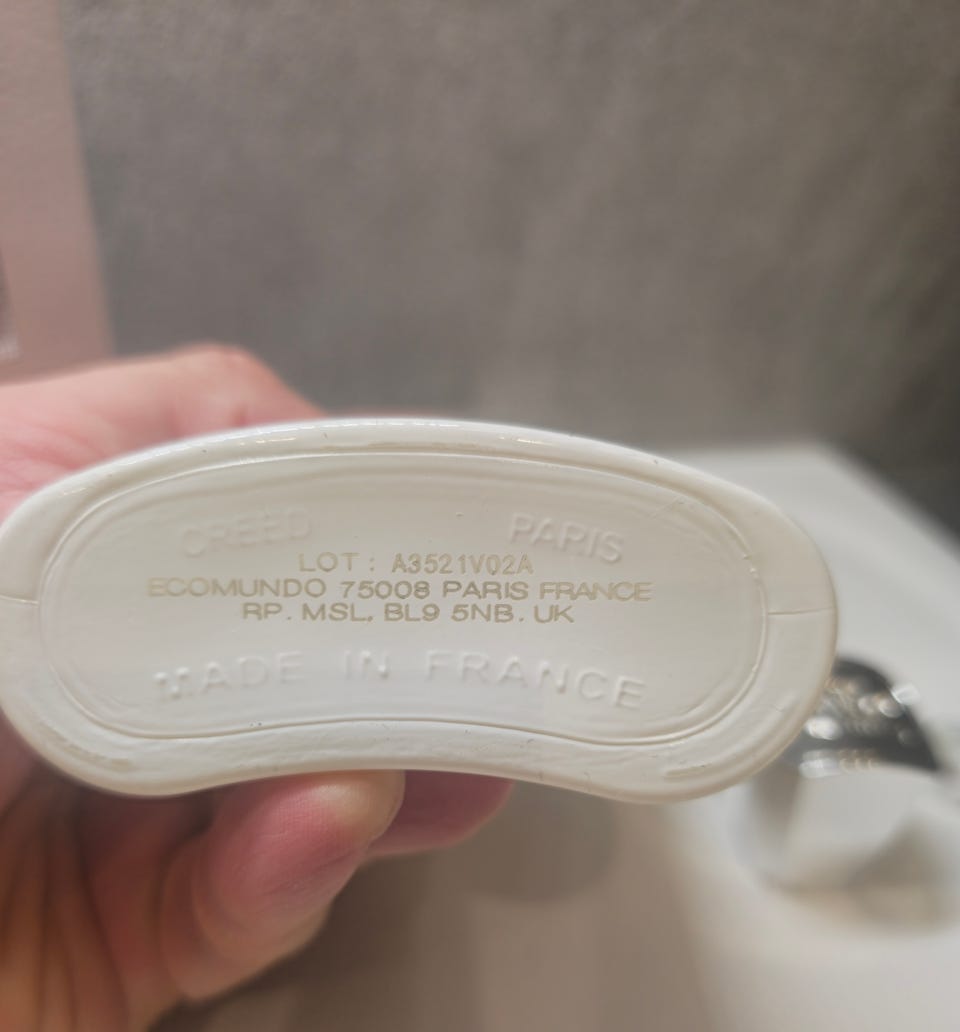 CREED PARIS
LOT: A3521V02A
ECOMUNDO 75008 PARIS FRANCE
RP. MSL, BL9 5NB. UK
MADE IN FRANCE